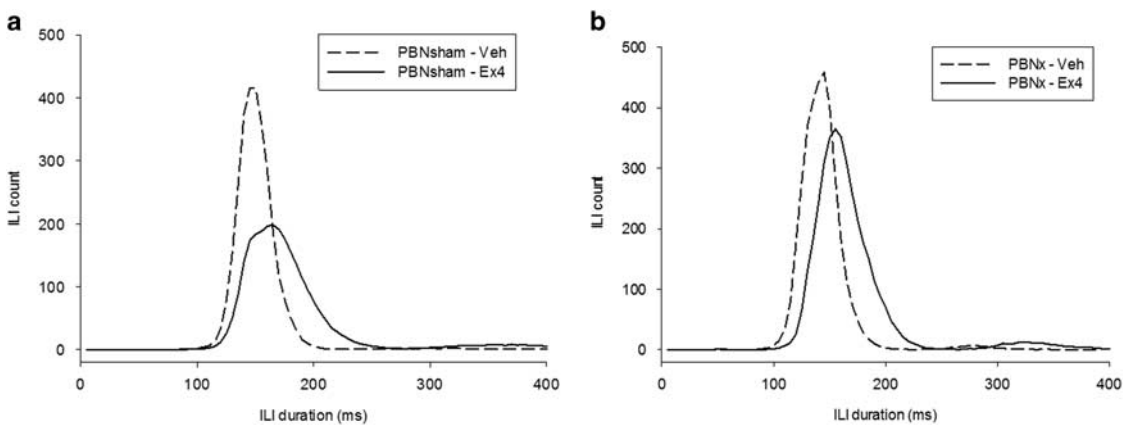 a
500
400
300
200
100
0
ILI count
PBNsham - Veh
PBNsham - Ex4
0 100 200 300 400
ILI duration (ms)
b
500
400
300
200
100
0
ILI count
PBNx - Veh
PBNx - Ex4
0 100 200 300 400
ILI duration (ms)